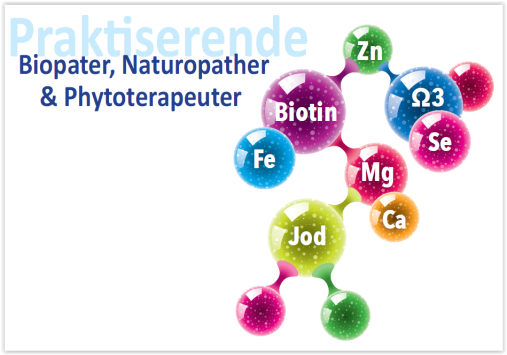 Praktiserende
Biopater, Naturopather
& Phytoterapeuter
Zn
Biotin
Ω3
Se
Fe
Mg
Ca
Jod